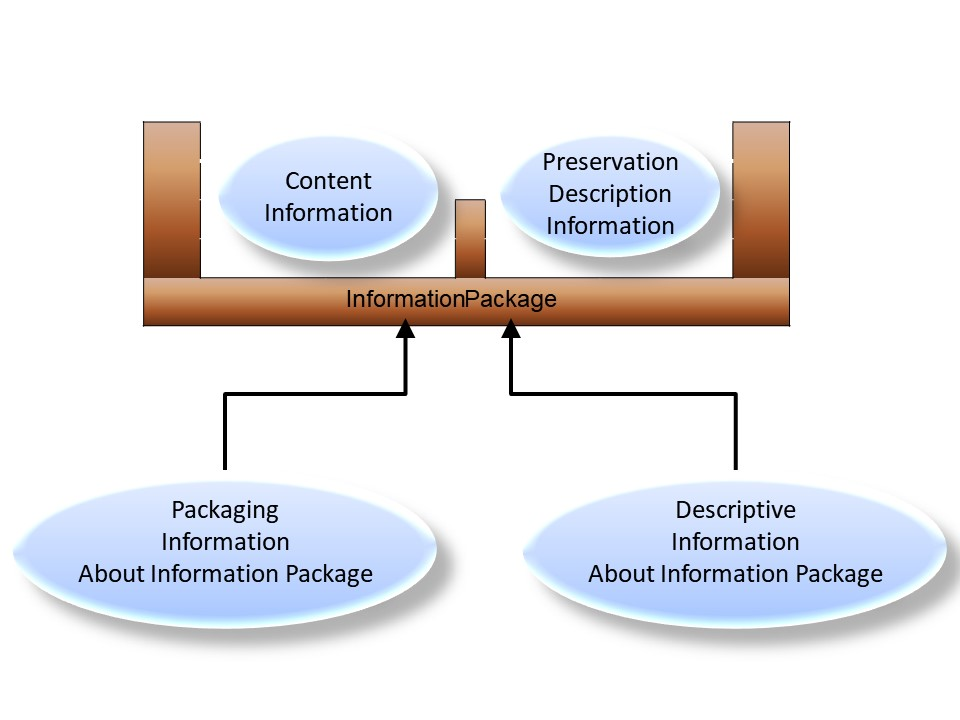 Content
Information
Preservation
Description
Information
InformationPackage
Packaging
Information
About Information Package
Descriptive
Information
About Information Package